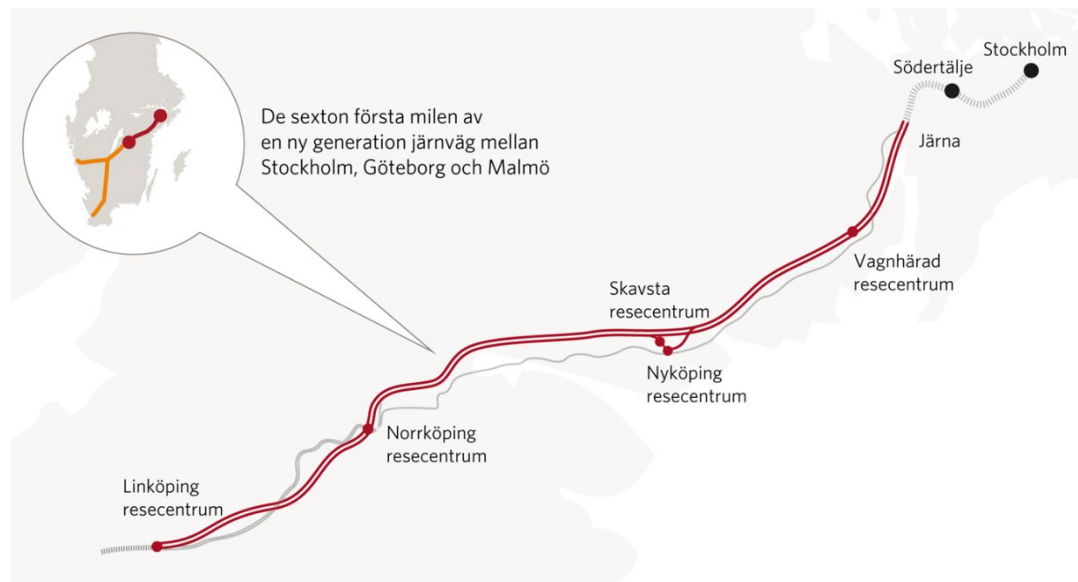 Stockholm
Södertälje
De sexton första milen av
en ny generation järnväg mellan
Stockholm, Göteborg och Malmö
Järna
Vagnhärad
resecentrum
Skavsta
resecentrum
Nyköping
resecentrum
Norrköping
resecentrum
Linköping
resecentrum